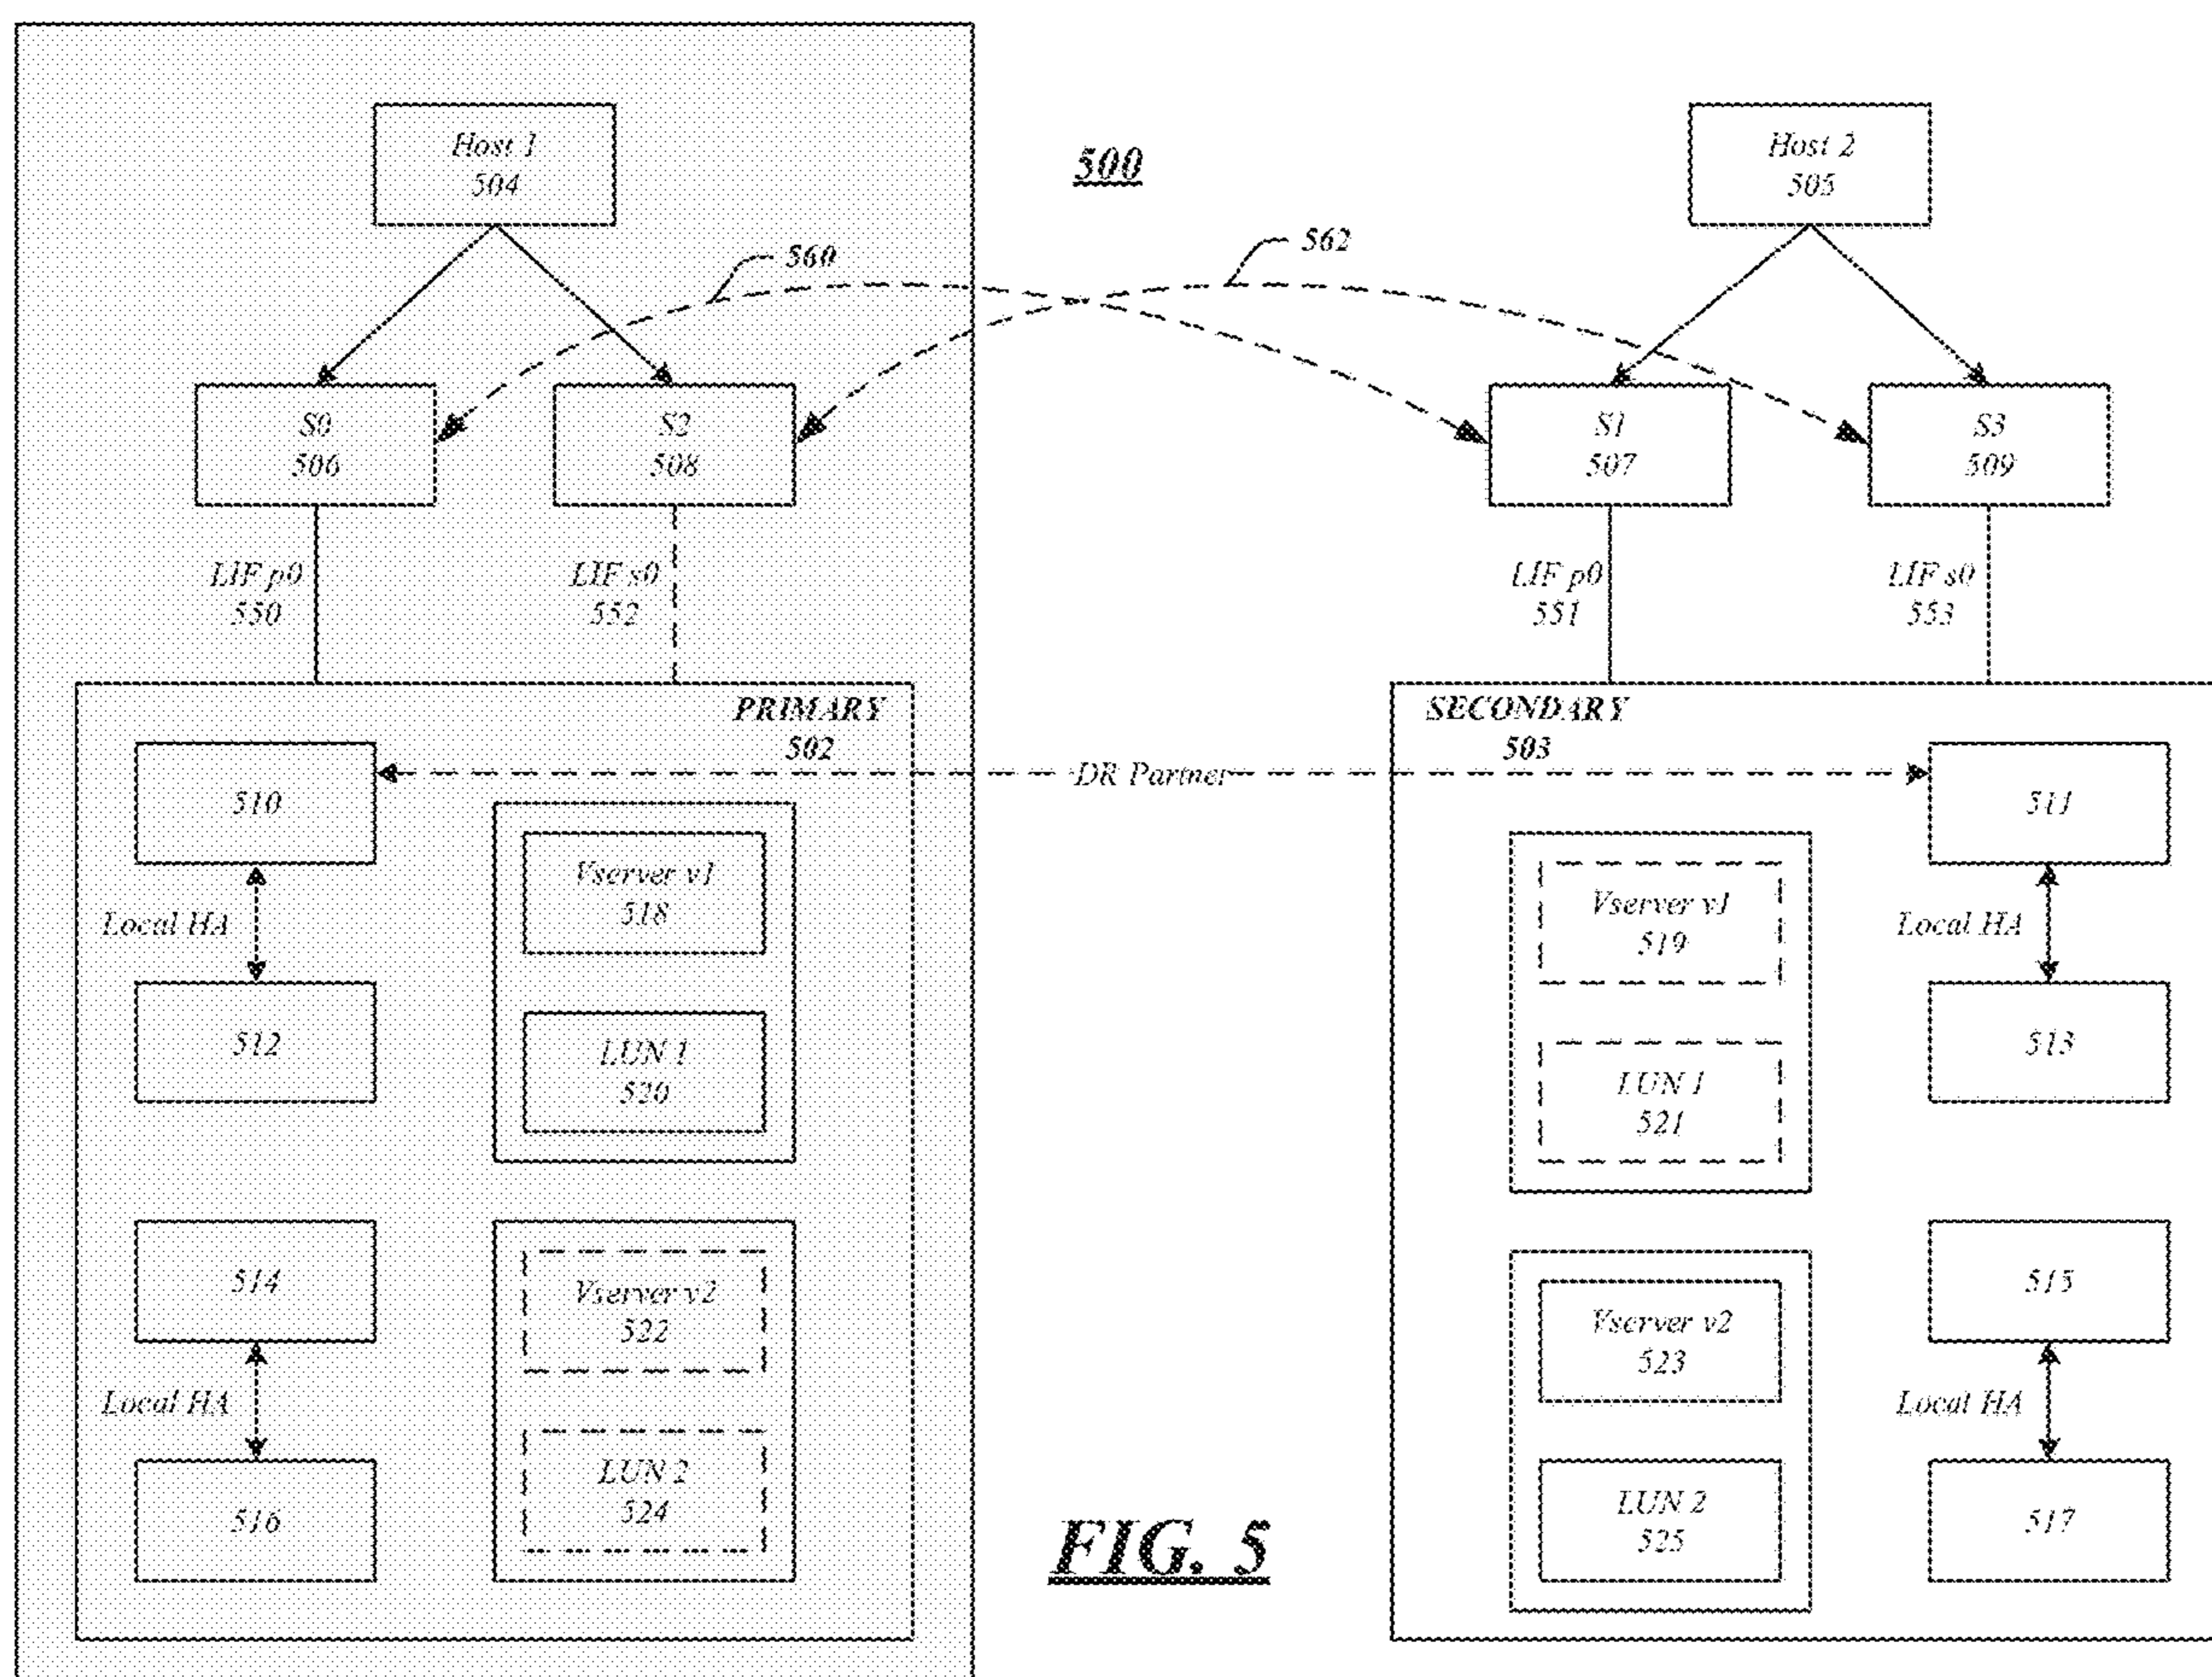 Host 1
504
500
Host 2
505
560
562
S0
506
S2
508
S1
507
S3
509
LIF p0
550
LIF s0
552
LIF p0
551
LIF s0
553
PRIMARY
502
SECONDARY
503
510
DR Partner
511
Vserver v1
518
Vserver v1
519
Local HA
Local HA
512
LUN 1
520
LUN 1
521
513
514
Vserver v2
522
Vserver v2
523
515
Local HA
Local HA
516
LUN 2
524
LUN 2
525
517
FIG. 5